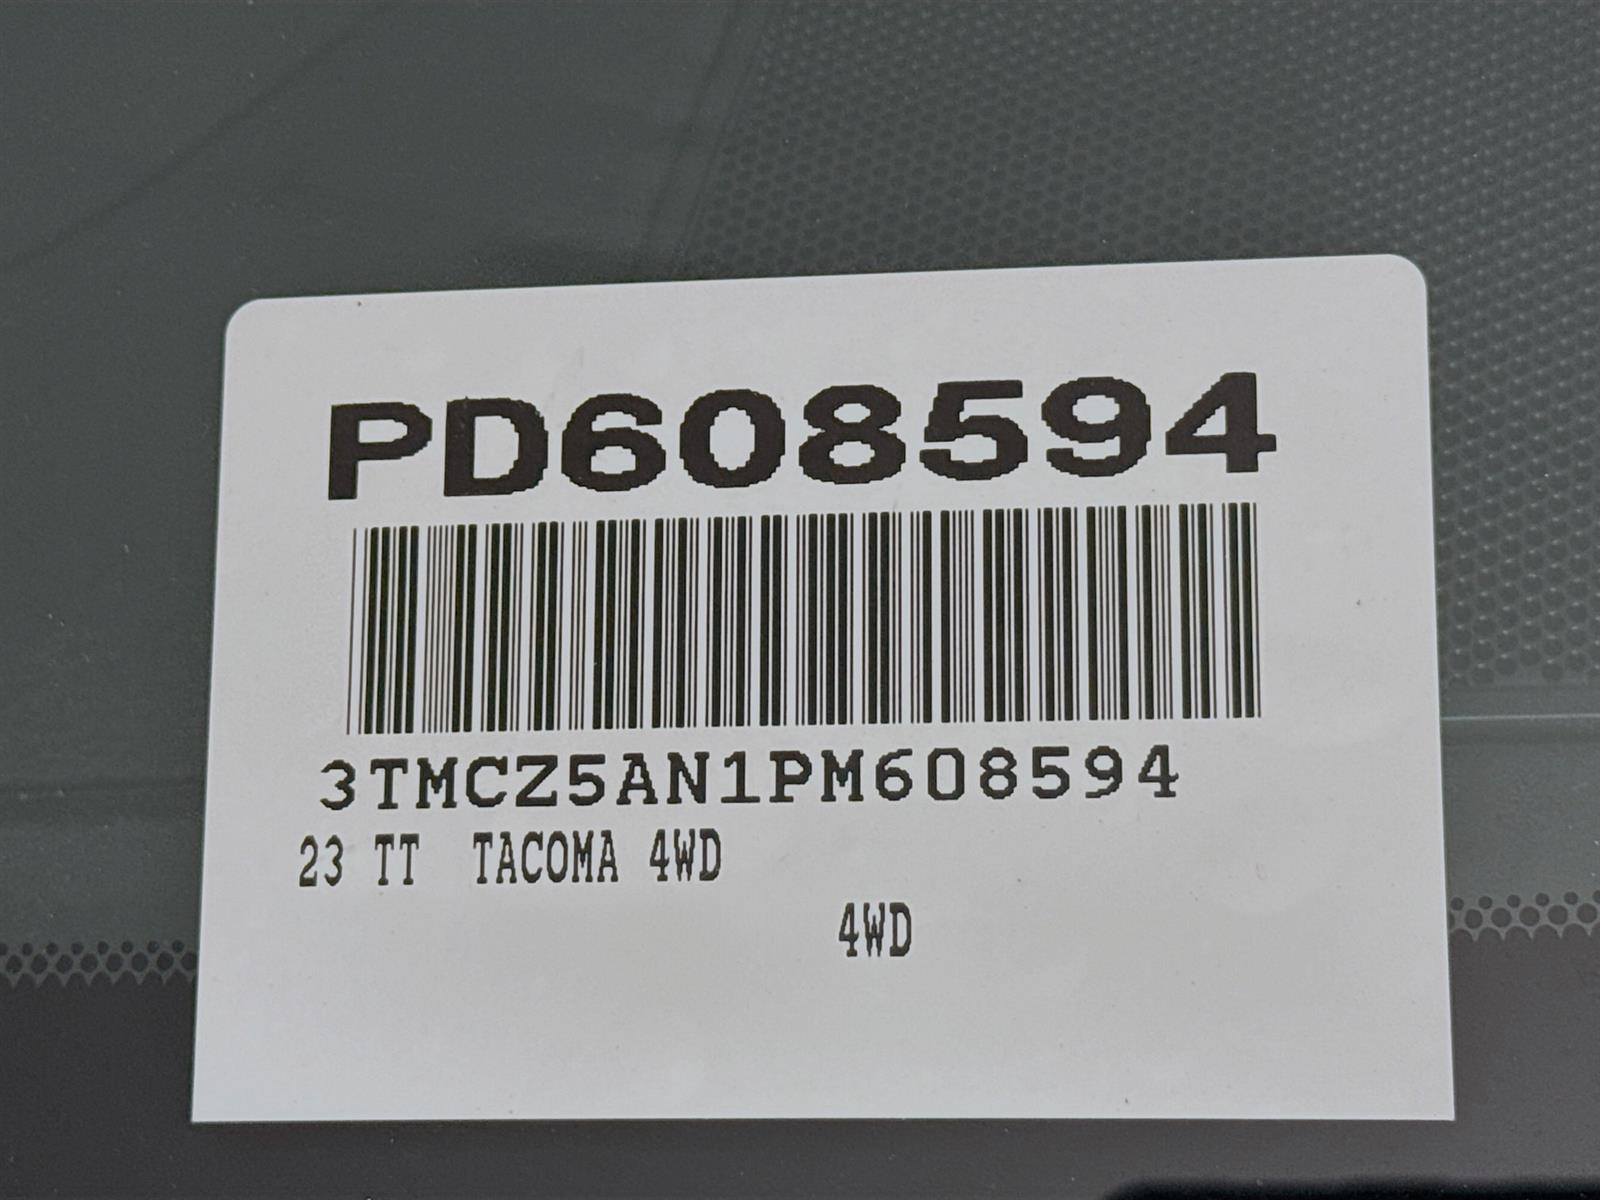 PD608594
3TMCZ5AN1PM608594
23 TT TACOMA 4WD
4WD